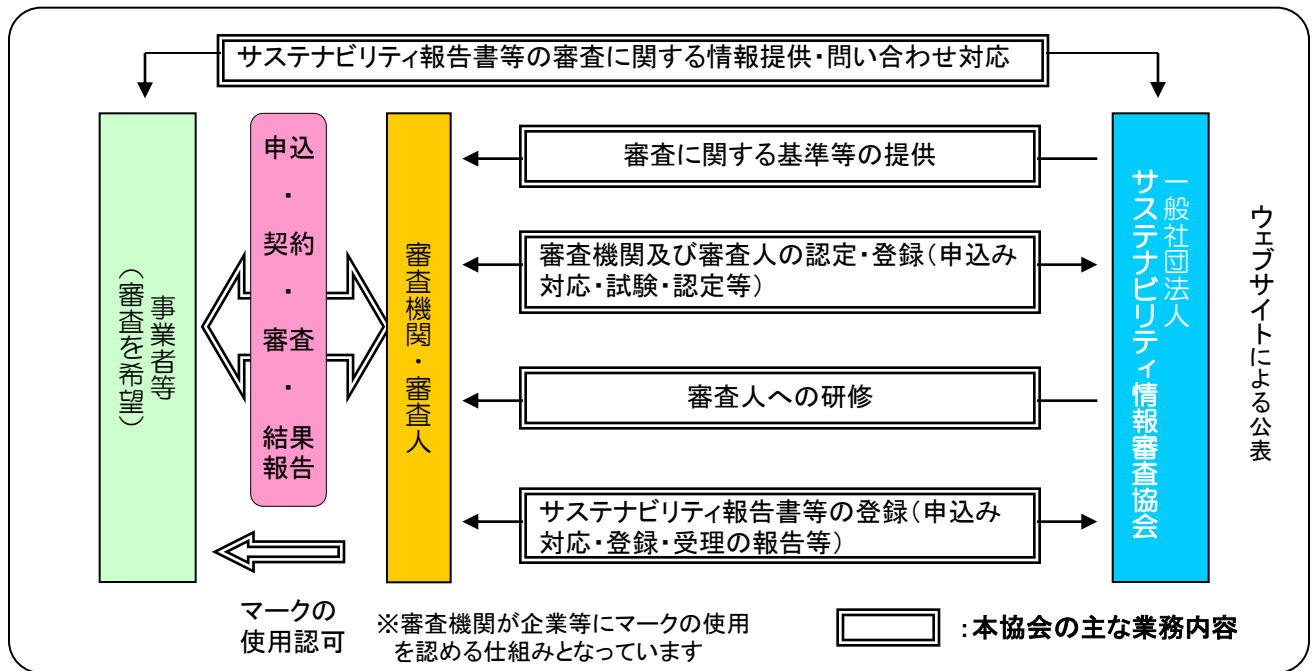 サステナビリティ報告書等の審査に関する情報提供・問い合わせ対応
事業者等
(審査を希望)
申込
・
契約
・
審査
・
結果
報告
審査機関・審査人
審査に関する基準等の提供
審査機関及び審査人の認定・登録(申込み
対応・試験・認定等)
審査人への研修
サステナビリティ報告書等の登録(申込み
対応・登録・受理の報告等)
一般社団法人
サステナビリティ情報審査協会
ウェブサイトによる公表
マークの
使用認可
※審査機関が企業等にマークの使用
を認める仕組みとなっています
:本協会の主な業務内容